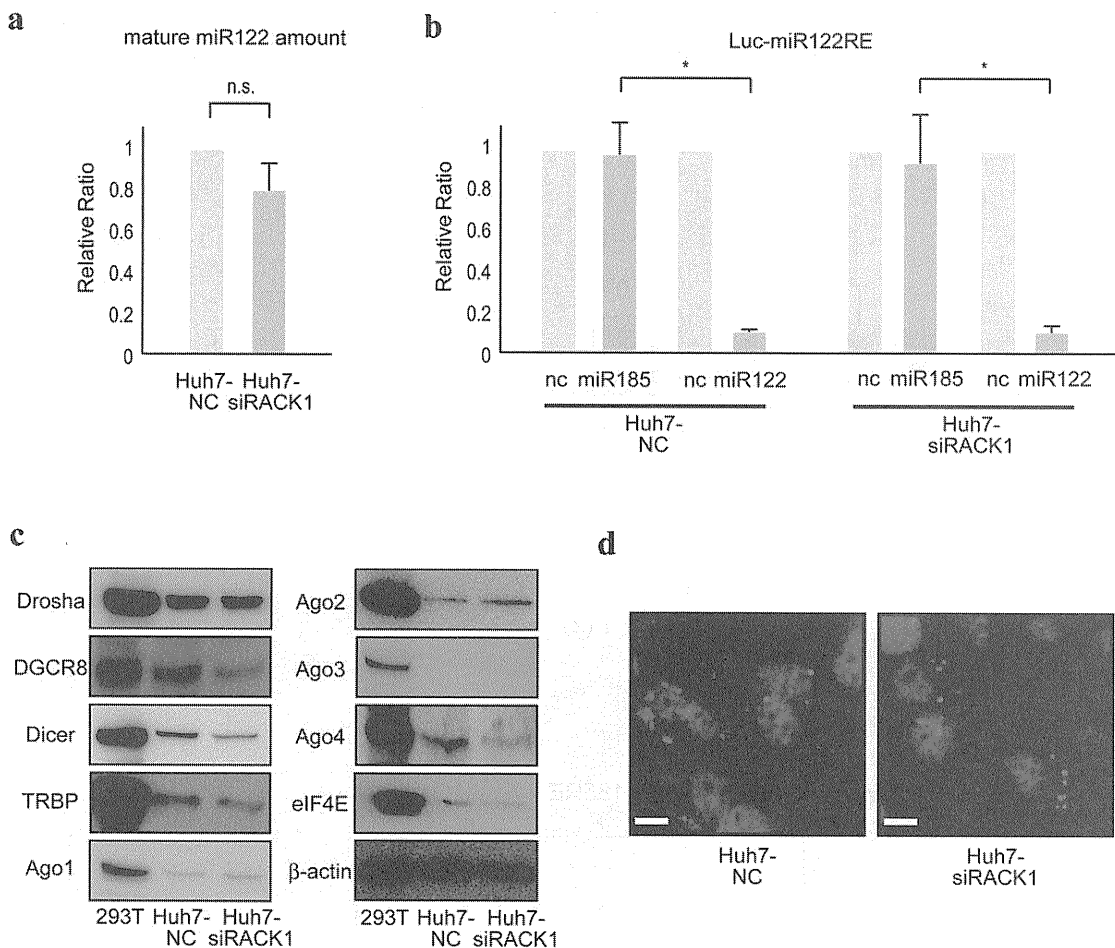 a
mature miR122 amount
n.s.
1
0.8
0.6
0.4
0.2
0
Relative Ratio
Huh7-
NC
Huh7-
siRACK1
b
Luc-miR122RE
*
*
1
0.8
0.6
0.4
0.2
0
Relative Ratio
nc miR185 nc miR122
nc miR185 nc miR122
Huh7-
NC
Huh7-
siRACK1
c
Drosha
DGCR8
Dicer
TRBP
Ago1
293T Huh7- Huh7-
NC siRACK1
Ago2
Ago3
Ago4
eIF4E
β-actin
293T Huh7- Huh7-
NC siRACK1
d
Huh7-
NC
Huh7-
siRACK1